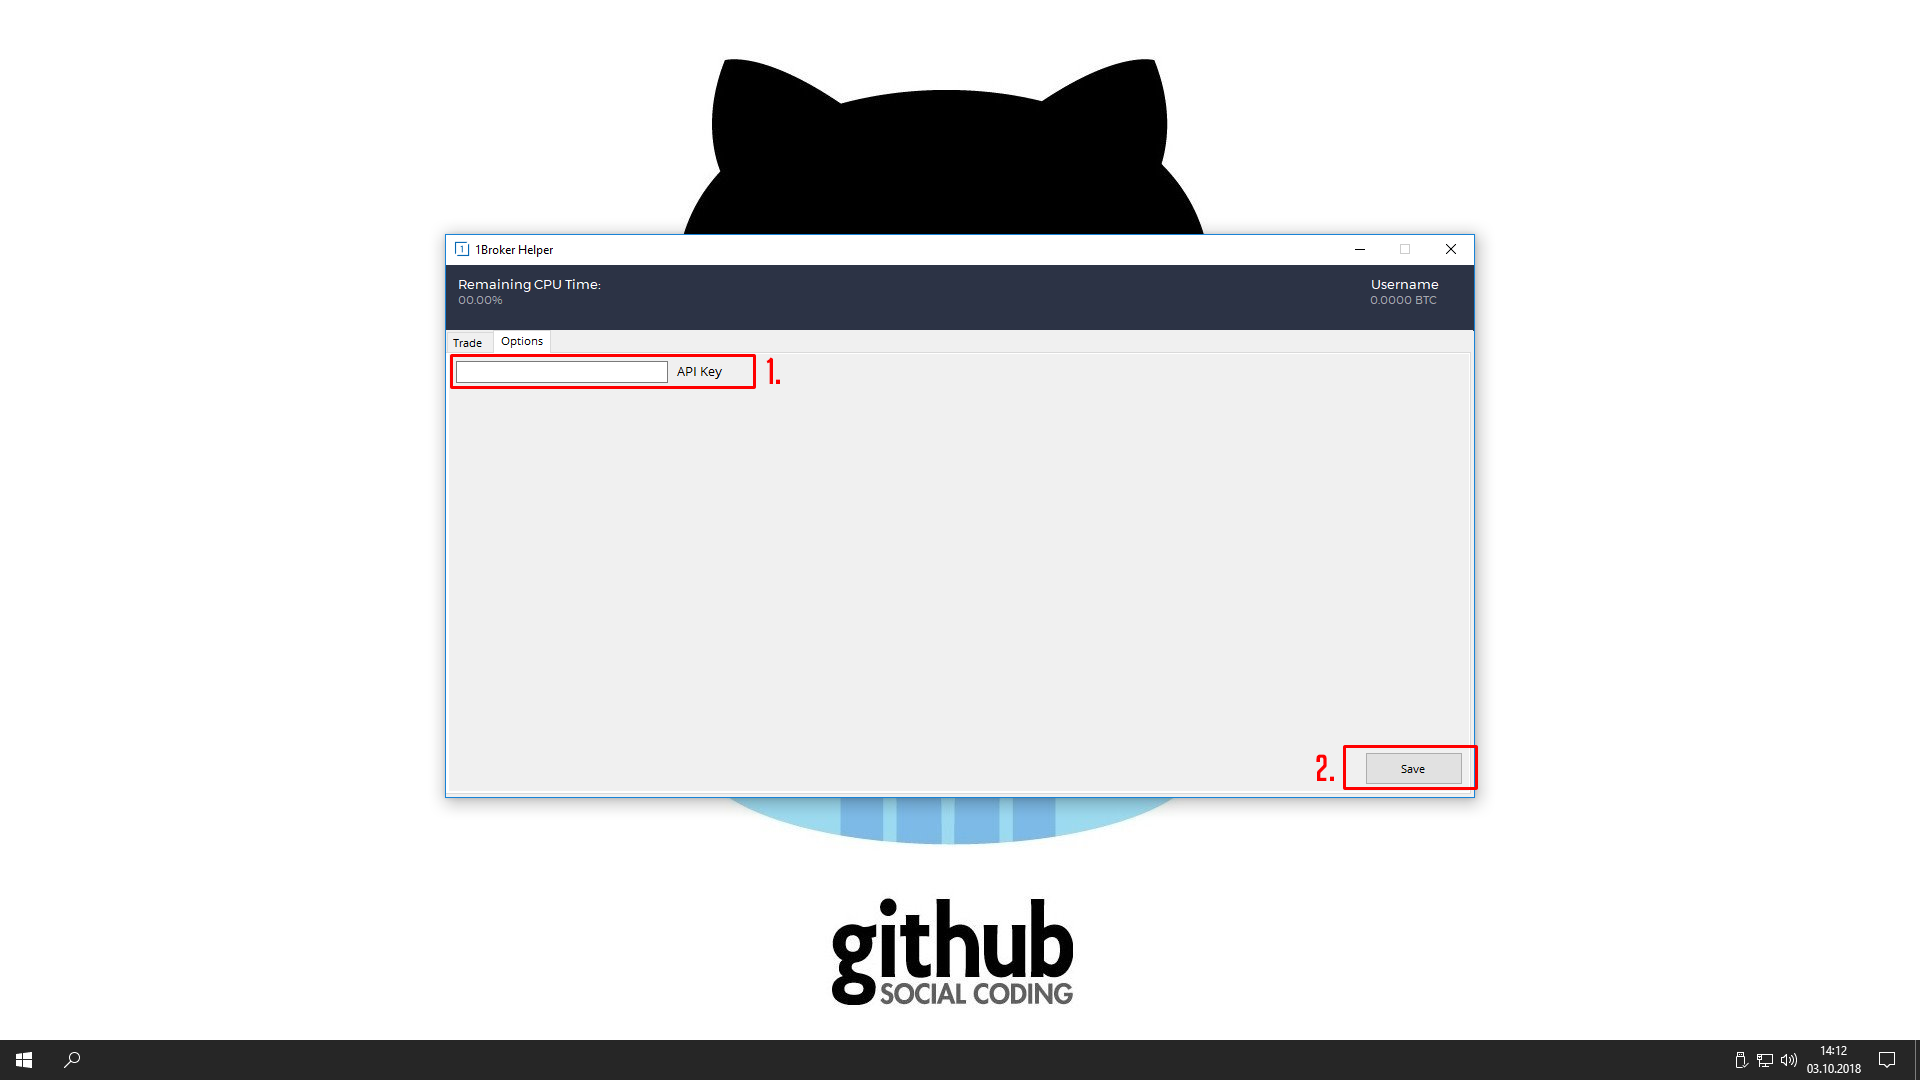 1 1Broker Helper
Remaining CPU Time:
00.00%
Username
0.0000 BTC
Trade
Options
API Key
1.
2.
Save
github
SOCIAL CODING
14:12
03.10.2018